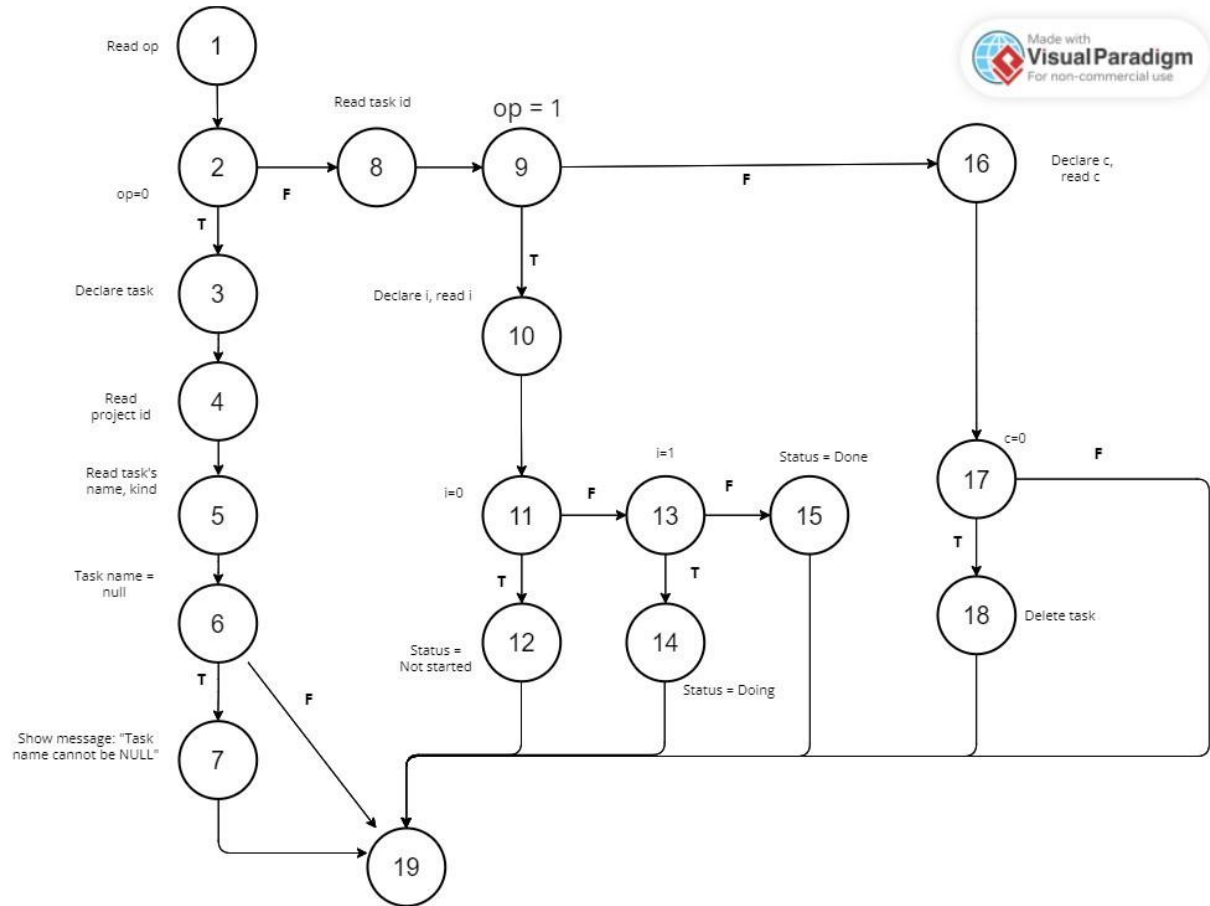 Made with
Visual Paradigm
For non-commercial use
Read op
1
Read task id
op = 1
2
8
9
16
Declare c,
read c
op=0
F
F
T
T
Declare task
3
Declare i, read i
10
Read
project id
4
c=0
17
F
Read task's
name, kind
5
i=0
11
F
i=1
13
F
Status = Done
15
T
T
T
Task name =
null
6
12
Status =
Not started
14
Status = Doing
18
Delete task
T
F
Show message: "Task
name cannot be NULL"
7
19